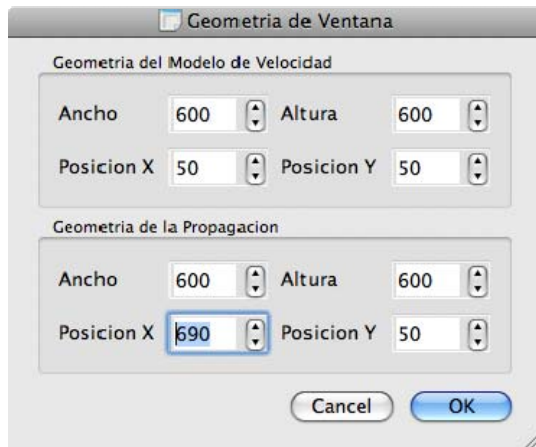 Geometria de Ventana
Geometria del Modelo de Velocidad
Ancho 600 Altura 600
Posicion X 50 Posicion Y 50
Geometria de la Propagacion
Ancho 600 Altura 600
Posicion X 690 Posicion Y 50
Cancel OK